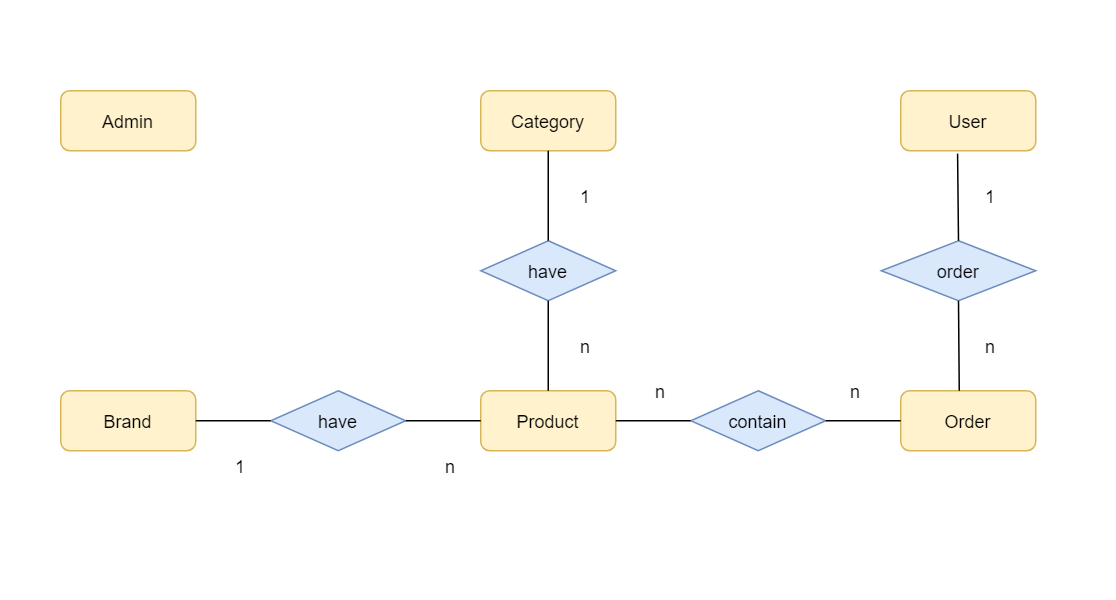 Admin
Category
User
1
1
have
order
n
n
n
n
Brand
have
Product
contain
Order
1
n